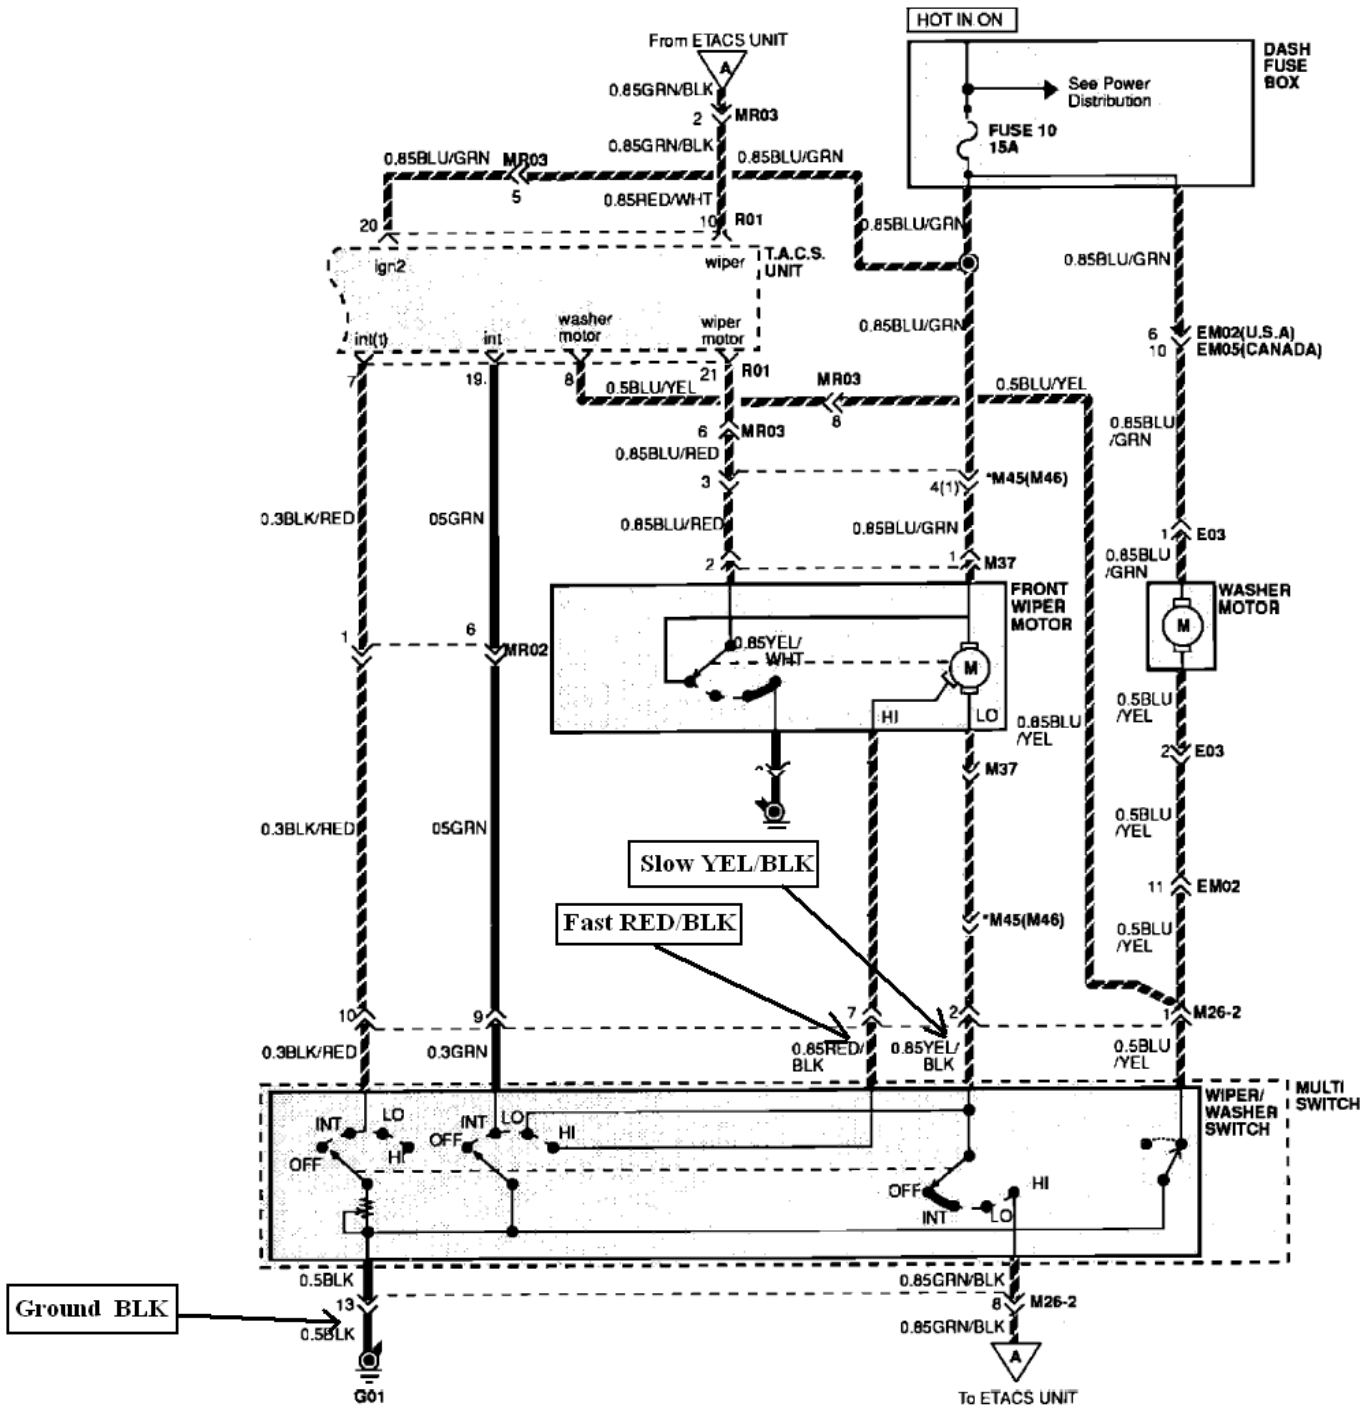 HOT IN ON
From ETACS UNIT
A
DASH
FUSE
BOX
See Power
Distribution
0.85GRN/BLK
2
MR03
FUSE 10
15A
0.85GRN/BLK
0.85BLU/GRN
MR03
0.85BLU/GRN
5
0.85RED/WHT
20
10
R01
0.85BLU/GRN
T.A.C.S.
UNIT
ign2
wiper
0.85BLU/GRN
0.85BLU/GRN
washer
motor
wiper
motor
int(t)
int
6
EM02(U.S.A)
10
EM05(CANADA)
7
19.
8
21
R01
0.5BLU/YEL
MR03
8
0.5BLU/YEL
6
MR03
0.85BLU
/GRN
0.85BLU/RED
3
4(1)
*M45(M46)
0.3BLK/RED
05GRN
0.85BLU/RED
0.85BLU/GRN
1
E03
2
1
M37
0.85BLU
/GRN
FRONT
WIPER
MOTOR
WASHER
MOTOR
M
1
6
MR02
0.85YEL/
WHT
M
HI
LO
0.85BLU
/YEL
0.5BLU
/YEL
2
E03
M37
0.3BLK/RED
05GRN
0.5BLU
/YEL
Slow YEL/BLK
11
EM02
Fast RED/BLK
*M45(M46)
0.5BLU
/YEL
10
9
7
2
1
M26-2
0.3BLK/RED
0.3GRN
0.85RED/
BLK
0.85YEL/
BLK
0.5BLU
/YEL
WIPER/
WASHER
SWITCH
MULTI
SWITCH
INT
LO
OFF
HI
INT
LO
OFF
HI
OFF
INT
LO
HI
0.5BLK
0.85GRN/BLK
Ground BLK
13
8
M26-2
0.5BLK
0.85GRN/BLK
A
G01
To ETACS UNIT